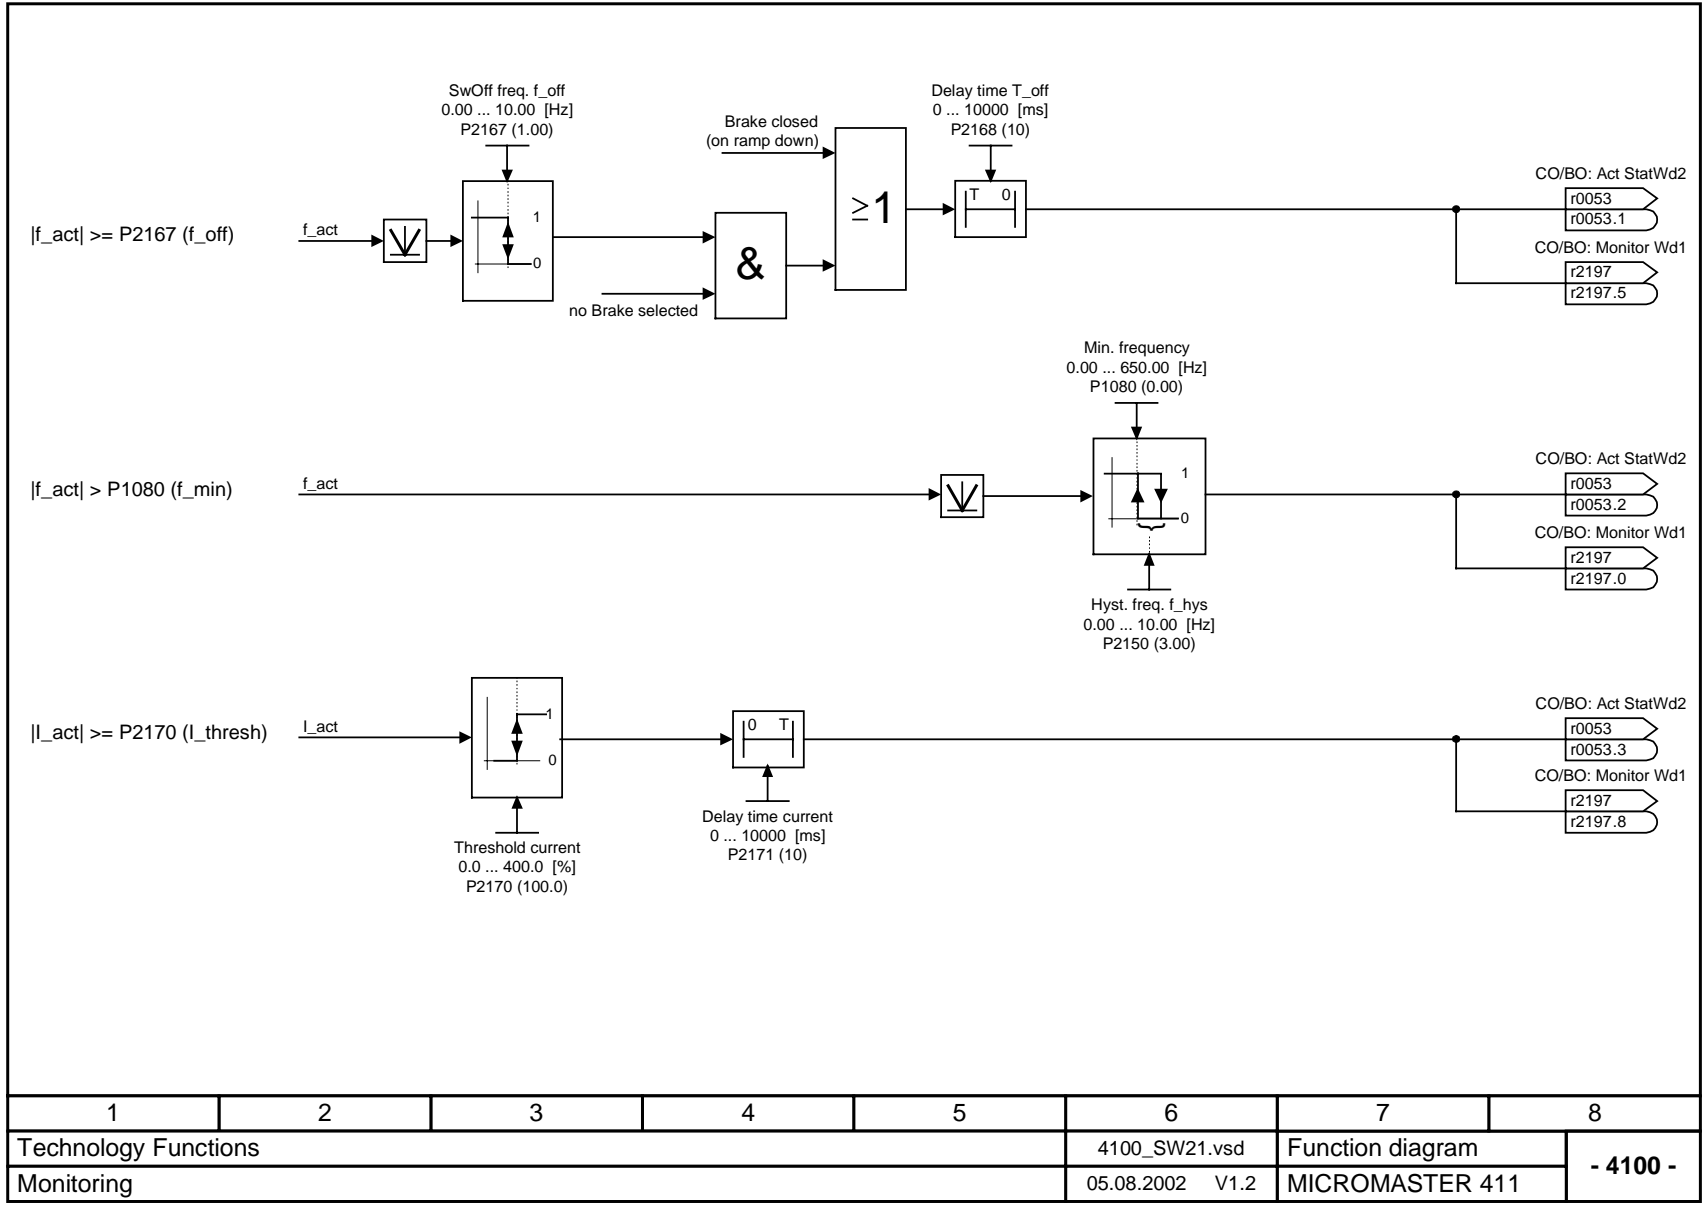 SwOff freq. f_off
0.00 ... 10.00 [Hz]
P2167 (1.00)
Brake closed
(on ramp down)
Delay time T_off
0 ... 10000 [ms]
P2168 (10)
|f_act| >= P2167 (f_off)
f_act
1
0
no Brake selected
&
≥1
T 0
CO/BO: Act StatWd2
r0053
r0053.1
CO/BO: Monitor Wd1
r2197
r2197.5
Min. frequency
0.00 ... 650.00 [Hz]
P1080 (0.00)
|f_act| > P1080 (f_min)
f_act
1
0
Hyst. freq. f_hys
0.00 ... 10.00 [Hz]
P2150 (3.00)
CO/BO: Act StatWd2
r0053
r0053.2
CO/BO: Monitor Wd1
r2197
r2197.0
|I_act| >= P2170 (I_thresh)
I_act
1
0
Threshold current
0.0 ... 400.0 [%]
P2170 (100.0)
0 T
Delay time current
0 ... 10000 [ms]
P2171 (10)
CO/BO: Act StatWd2
r0053
r0053.3
CO/BO: Monitor Wd1
r2197
r2197.8
1 2 3 4 5 6 7 8
Technology Functions 4100_SW21.vsd Function diagram
- 4100 -
Monitoring 05.08.2002 V1.2 MICROMASTER 411